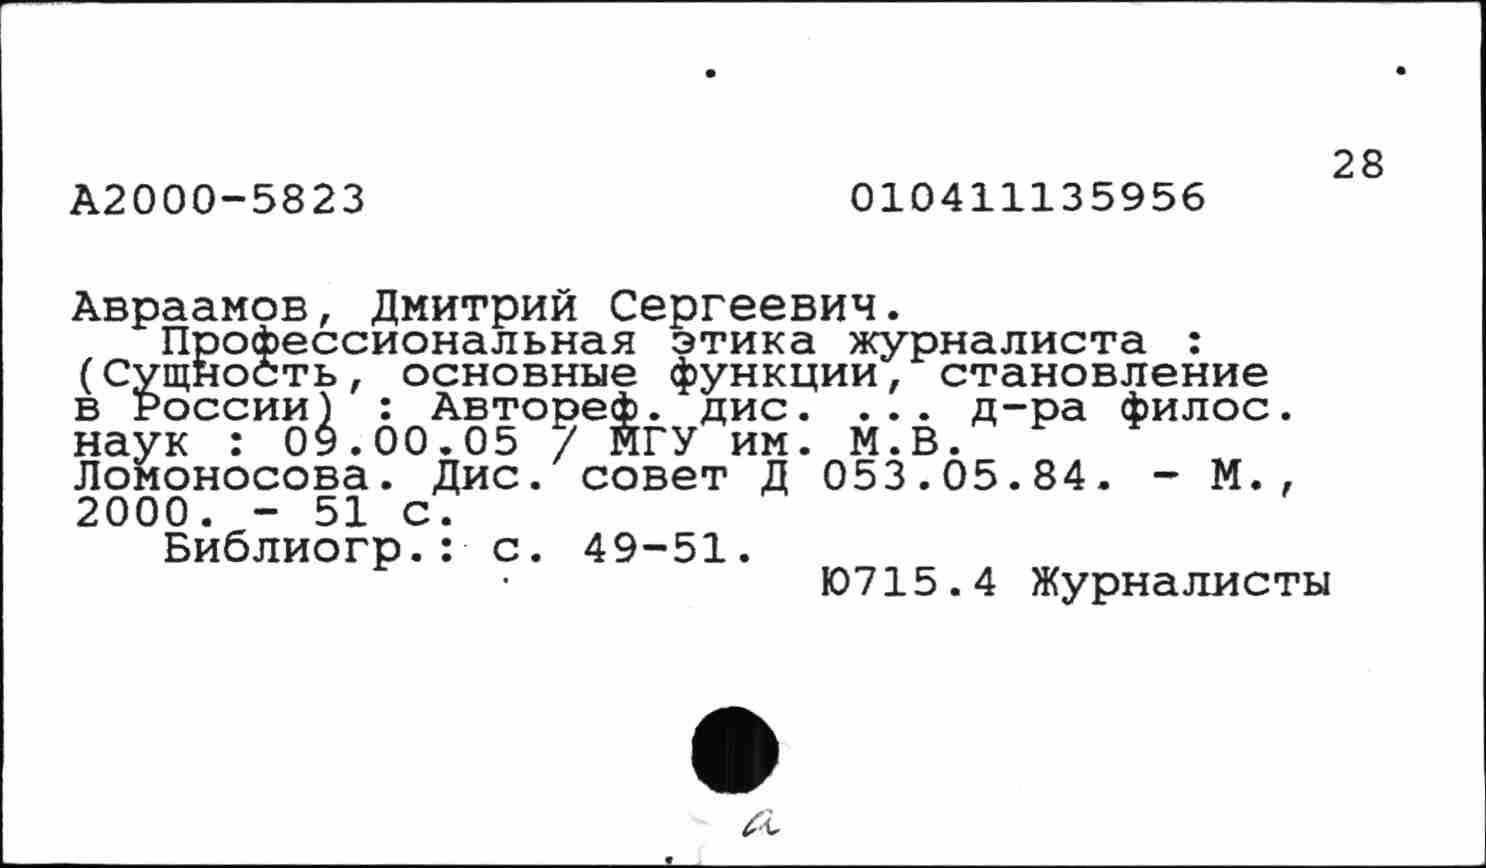 28
А2000-5823 010411135956
Авраамов, Дмитрий Сергеевич.
Профессиональная этика журналиста :
(Сущность, основные функции, становление
в России) : Автореф. дис. ... д-ра филос.
наук : 09.00.05 / МГУ им. М.В.
Ломоносова. Дис. совет Д 053.05.84. - М.,
2000. - 51 с.
Библиогр.: с. 49-51.
Ю715.4 Журналисты
а